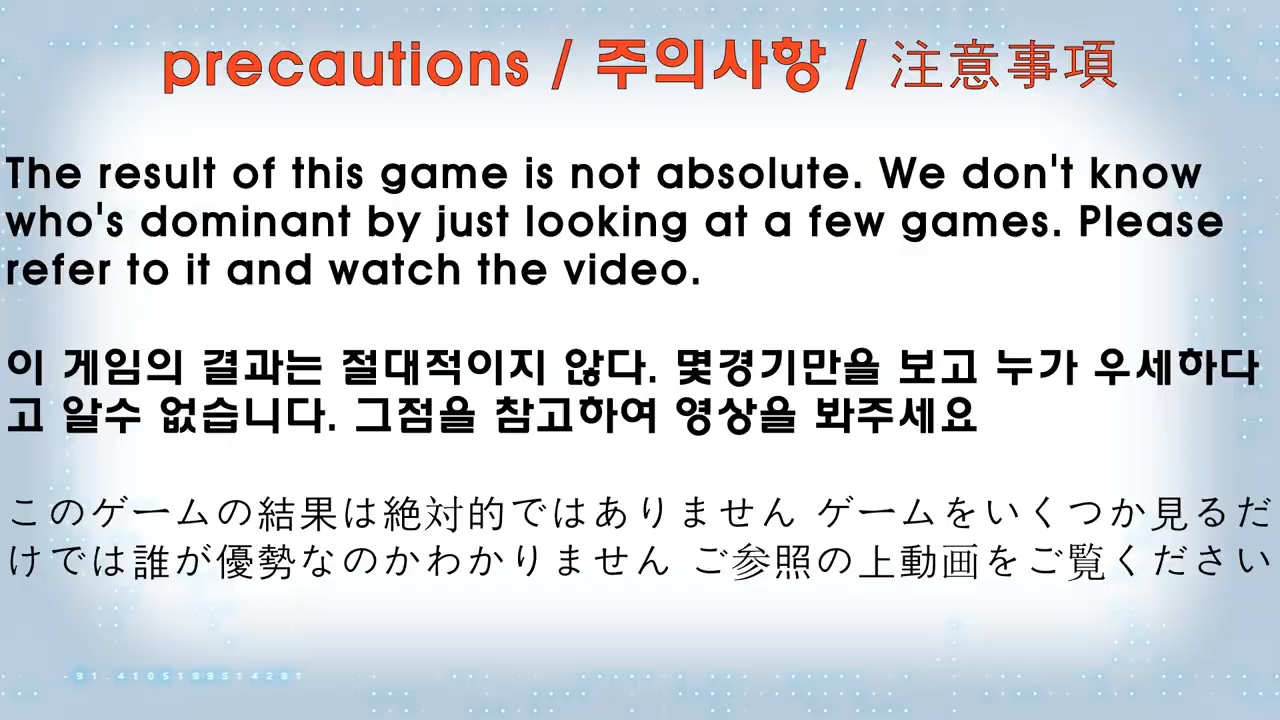 precautions / 주의사항 / 注意事項
The result of this game is not absolute. We don't know
who's dominant by just looking at a few games. Please
refer to it and watch the video.
이 게임의 결과는 절대적이지 않다. 몇경기만을 보고 누가 우세하다
고 알수 없습니다. 그점을 참고하여 영상을 봐주세요
このゲームの結果は絶対的ではありません ゲームをいくつか見るだ
けでは誰が優勢なのかわかりません ご参照の上動画をご覧ください
-91.4105199514291